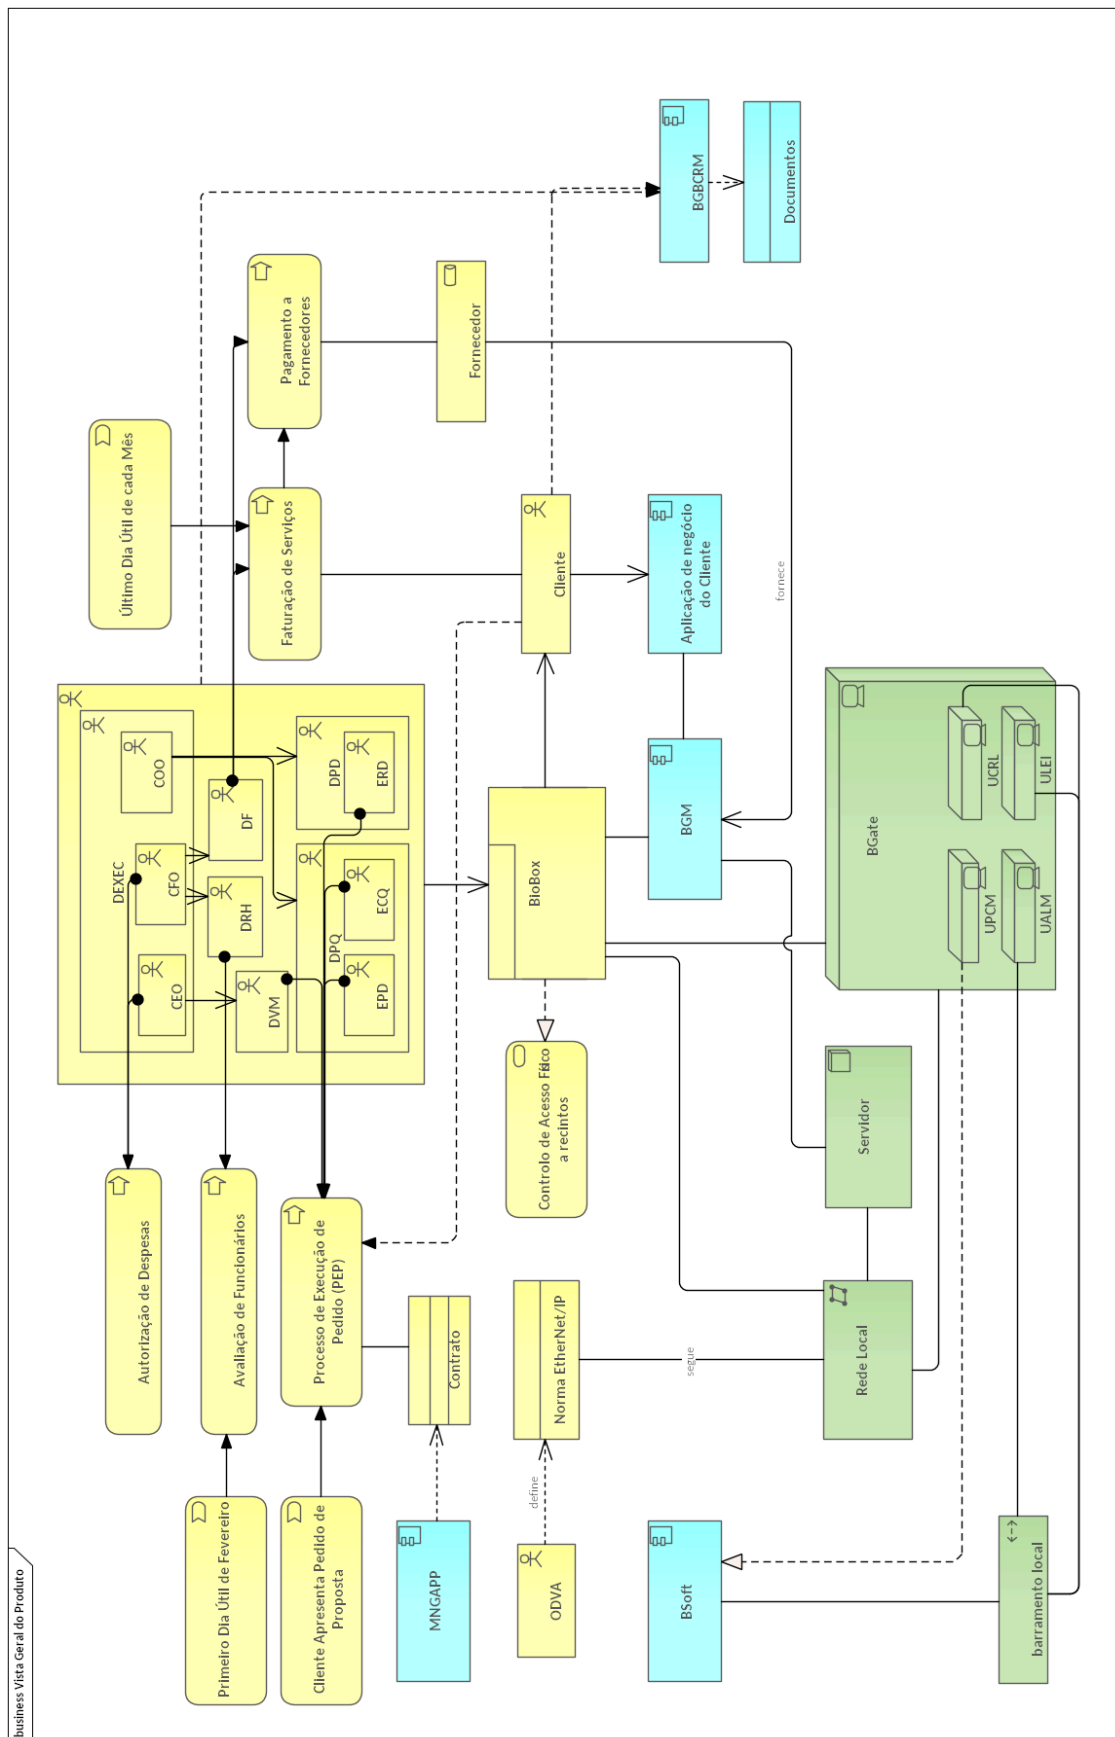 business Vista Geral do Produto
Último Dia Útil de cada Mês
DEXEC
COO
CFO
CEO
Autorização de Despesas
DF
DRH
DVM
Avaliação de Funcionários
Primeiro Dia Útil de Fevereiro
Pagamento a
Fornecedores
Faturação de Serviços
DPD
ERD
DPQ
ECQ
EPD
Processo de Execução de
Pedido (PEP)
Cliente Apresenta Pedido de
Proposta
Fornecedor
Contrato
MNGAPP
Cliente
BioBox
Controlo de Acesso Físico
a recintos
Norma EtherNet/IP
define
ODVA
BGBCRM
Documentos
Aplicação de negócio
do Cliente
BGM
fornece
segue
BSoft
BGate
UCRL
ULEI
UPCM
UALM
Servidor
Rede Local
barramento local